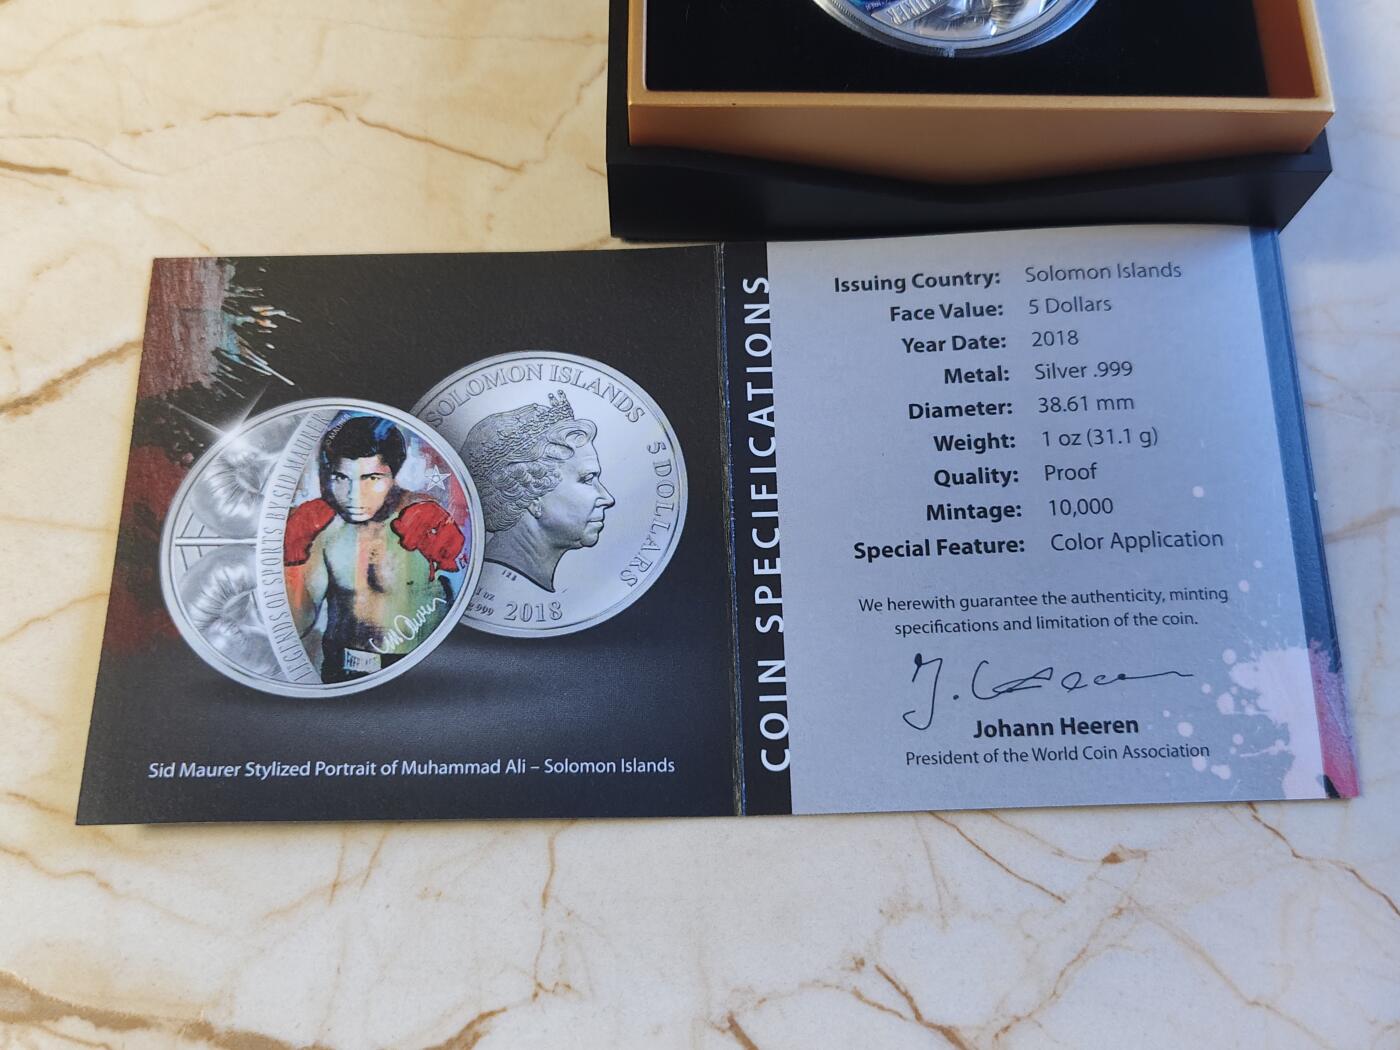 SOLOMON ISLANDS
5 DOLLARS
1 oz
999
2018
LEGENDS OF SPORTS BY SID MAURER
Sid Maurer Stylized Portrait of Muhammad Ali – Solomon Islands
COIN SPECIFICATIONS
Issuing Country: Solomon Islands
Face Value: 5 Dollars
Year Date: 2018
Metal: Silver .999
Diameter: 38.61 mm
Weight: 1 oz (31.1 g)
Quality: Proof
Mintage: 10,000
Special Feature: Color Application
We herewith guarantee the authenticity, minting
specifications and limitation of the coin.
Johann Heeren
President of the World Coin Association